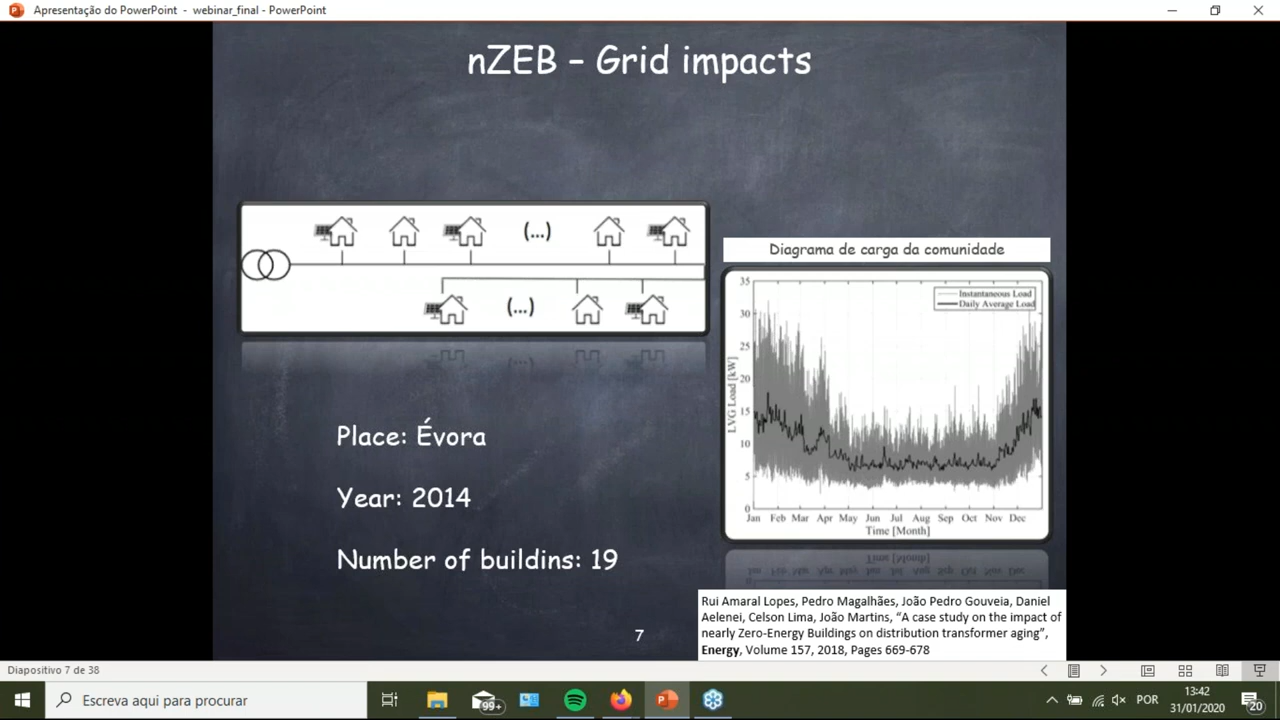 Apresentação do PowerPoint - webinar_final - PowerPoint
nZEB – Grid impacts
(...)
(...)
Place: Évora
Year: 2014
Number of buildins: 19
Diagrama de carga da comunidade
35
30
25
20
15
10
5
0
LVG Load [kW]
Instantaneous Load
Daily Average Load
Jan Feb Mar Apr May Jun Jul Aug Sep Oct Nov Dec
Time [Month]
Rui Amaral Lopes, Pedro Magalhães, João Pedro Gouveia, Daniel
Aelenei, Celson Lima, João Martins, “A case study on the impact of
nearly Zero-Energy Buildings on distribution transformer aging”,
Energy, Volume 157, 2018, Pages 669-678
7
Diapositivo 7 de 38
Escreva aqui para procurar
99+
POR
13:42
31/01/2020
20